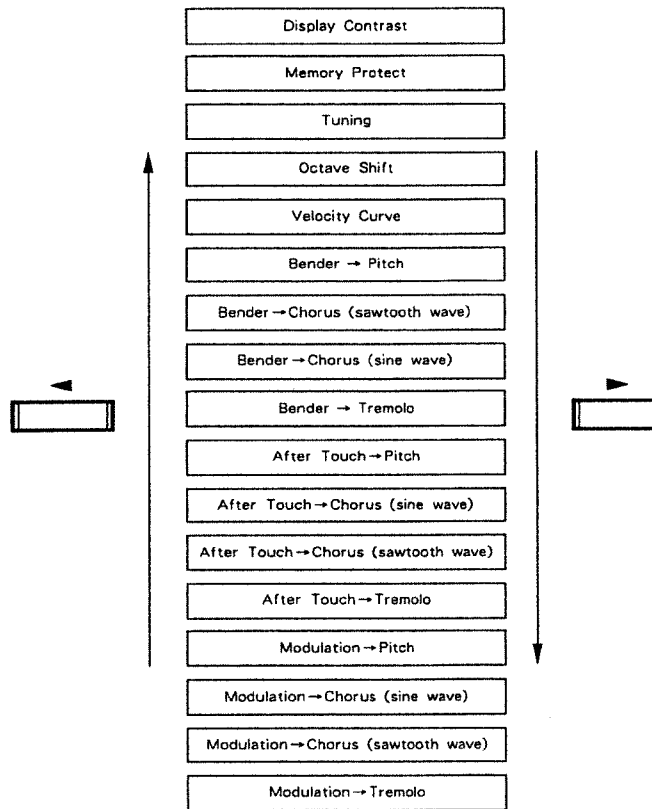 Display Contrast
Memory Protect
Tuning
Octave Shift
Velocity Curve
Bender → Pitch
Bender→Chorus (sawtooth wave)
Bender→Chorus (sine wave)
Bender → Tremolo
After Touch→Pitch
After Touch→Chorus (sine wave)
After Touch→Chorus (sawtooth wave)
After Touch→Tremolo
Modulation→Pitch
Modulation→Chorus (sine wave)
Modulation→Chorus (sawtooth wave)
Modulation→Tremolo